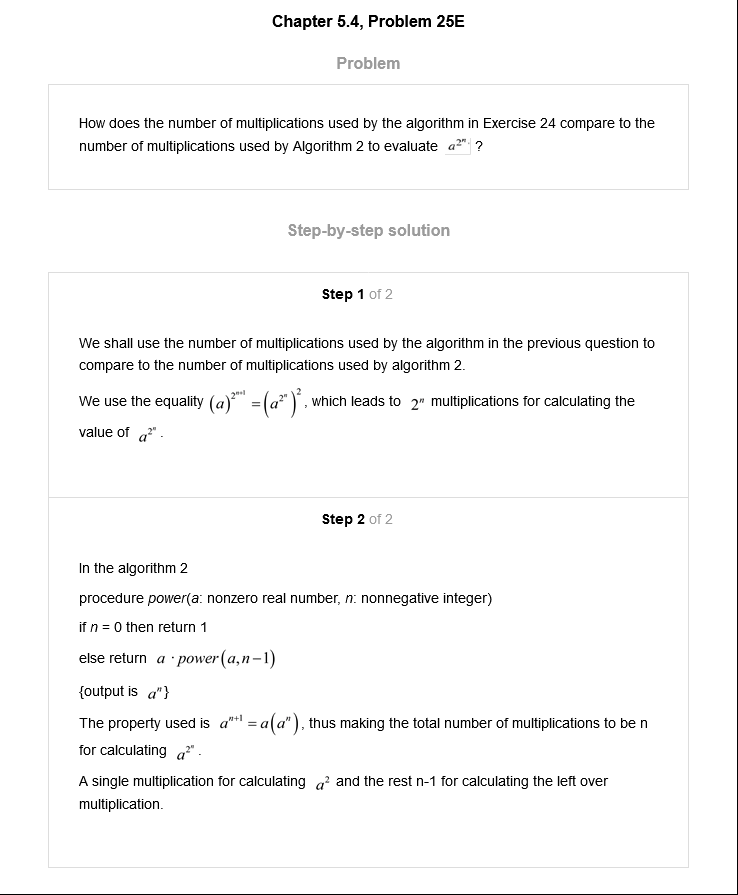 Chapter 5.4, Problem 25E
Problem
How does the number of multiplications used by the algorithm in Exercise 24 compare to the
number of multiplications used by Algorithm 2 to evaluate a^{2^n} ?
Step-by-step solution
Step 1 of 2
We shall use the number of multiplications used by the algorithm in the previous question to
compare to the number of multiplications used by algorithm 2.
We use the equality (a)^{2^{n+1}} = (a^{2^n})^2, which leads to 2^n multiplications for calculating the
value of a^{2^n}.
Step 2 of 2
In the algorithm 2
procedure power(a: nonzero real number, n: nonnegative integer)
if n = 0 then return 1
else return a · power(a,n−1)
{output is a^n}
The property used is a^{n+1} = a(a^n), thus making the total number of multiplications to be n
for calculating a^{2^n}.
A single multiplication for calculating a^2 and the rest n-1 for calculating the left over
multiplication.